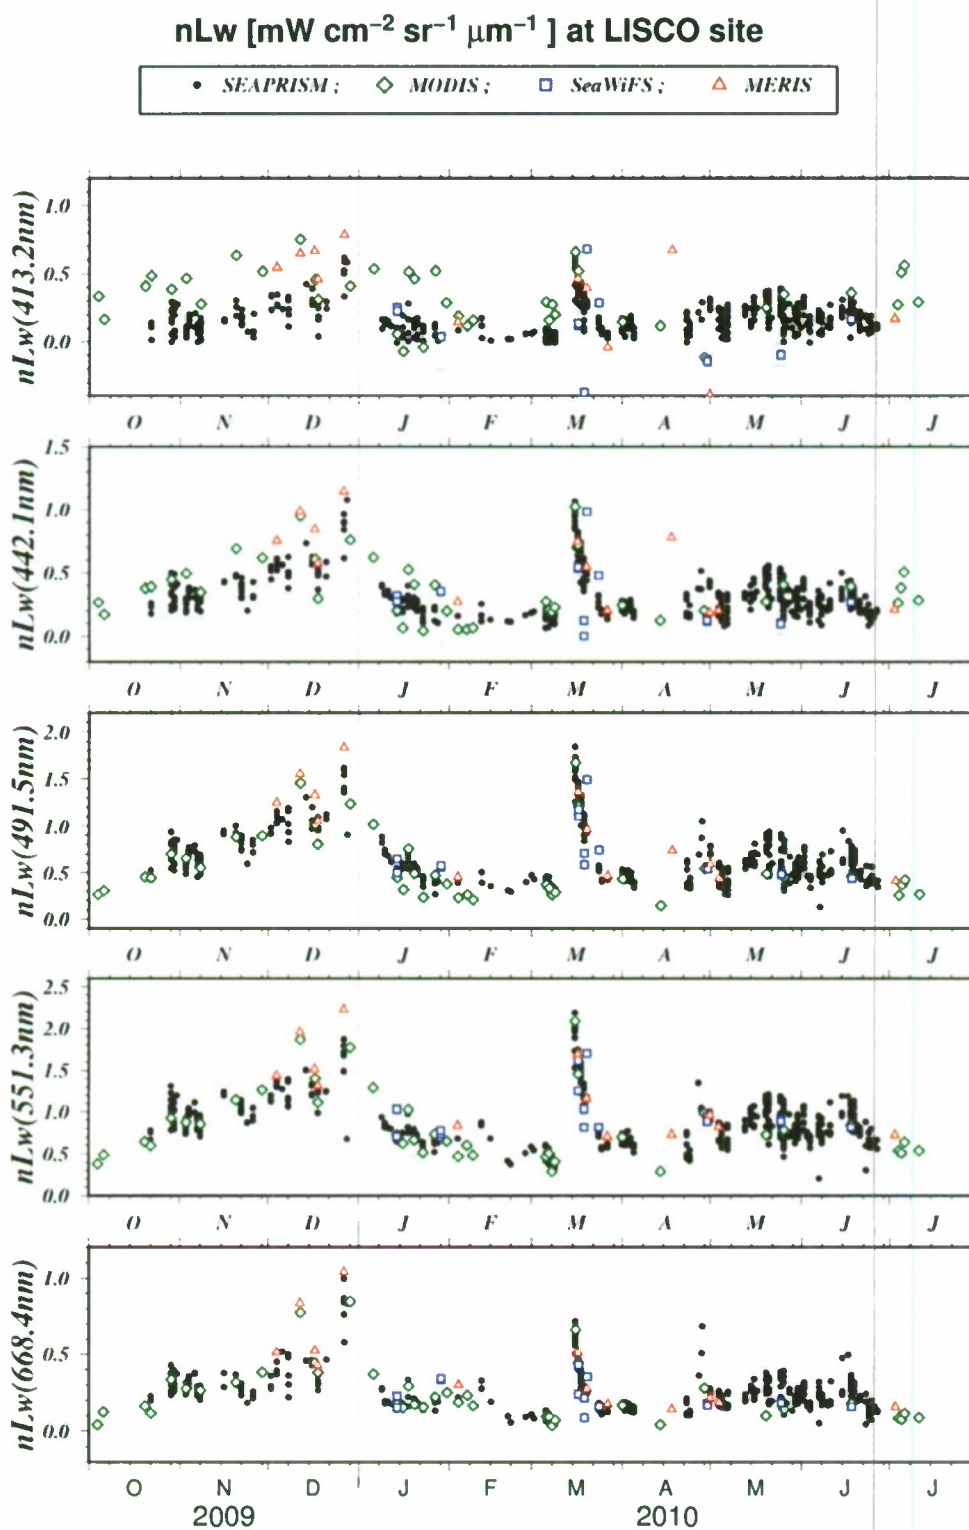 nLw [mW cm⁻² sr⁻¹ μm⁻¹ ] at LISCO site
SEAPRISM ; MODIS ; SeaWiFS ; MERIS
nLw(413.2nm)
1.0
0.5
0.0
O N D J F M A M J J
nLw(442.1nm)
1.5
1.0
0.5
0.0
O N D J F M A M J J
nLw(491.5nm)
2.0
1.5
1.0
0.5
0.0
O N D J F M A M J J
nLw(551.3nm)
2.5
2.0
1.5
1.0
0.5
0.0
O N D J F M A M J J
nLw(668.4nm)
1.0
0.5
0.0
O N D J F M A M J J
2009 2010